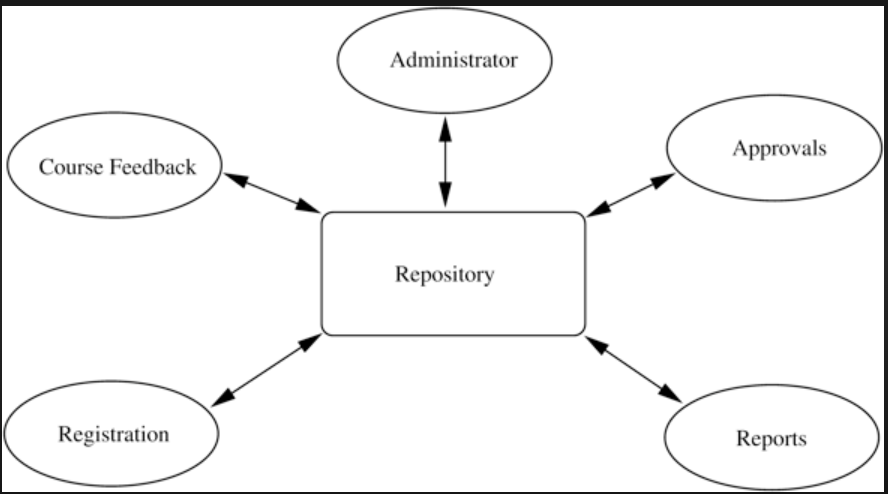 Administrator
Approvals
Course Feedback
Repository
Registration
Reports